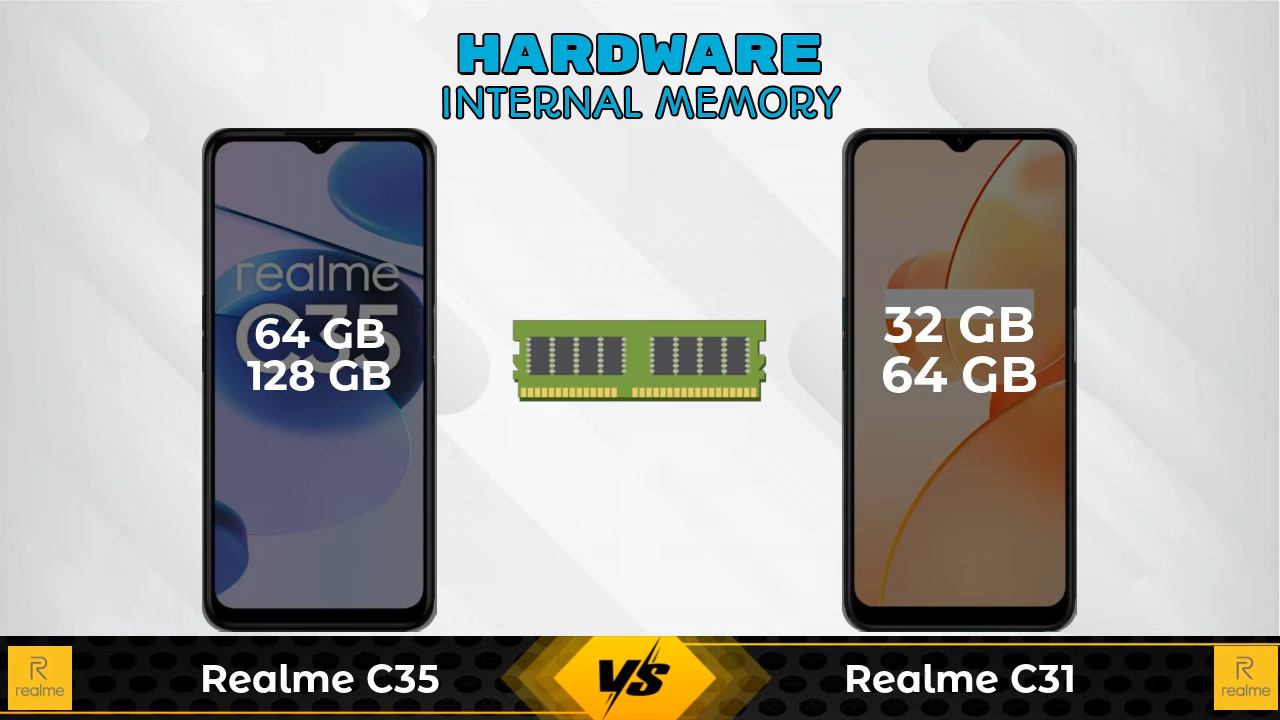 HARDWARE
INTERNAL MEMORY
realme
C35
64 GB
128 GB
32 GB
64 GB
R
realme
Realme C35
VS
Realme C31
R
realme